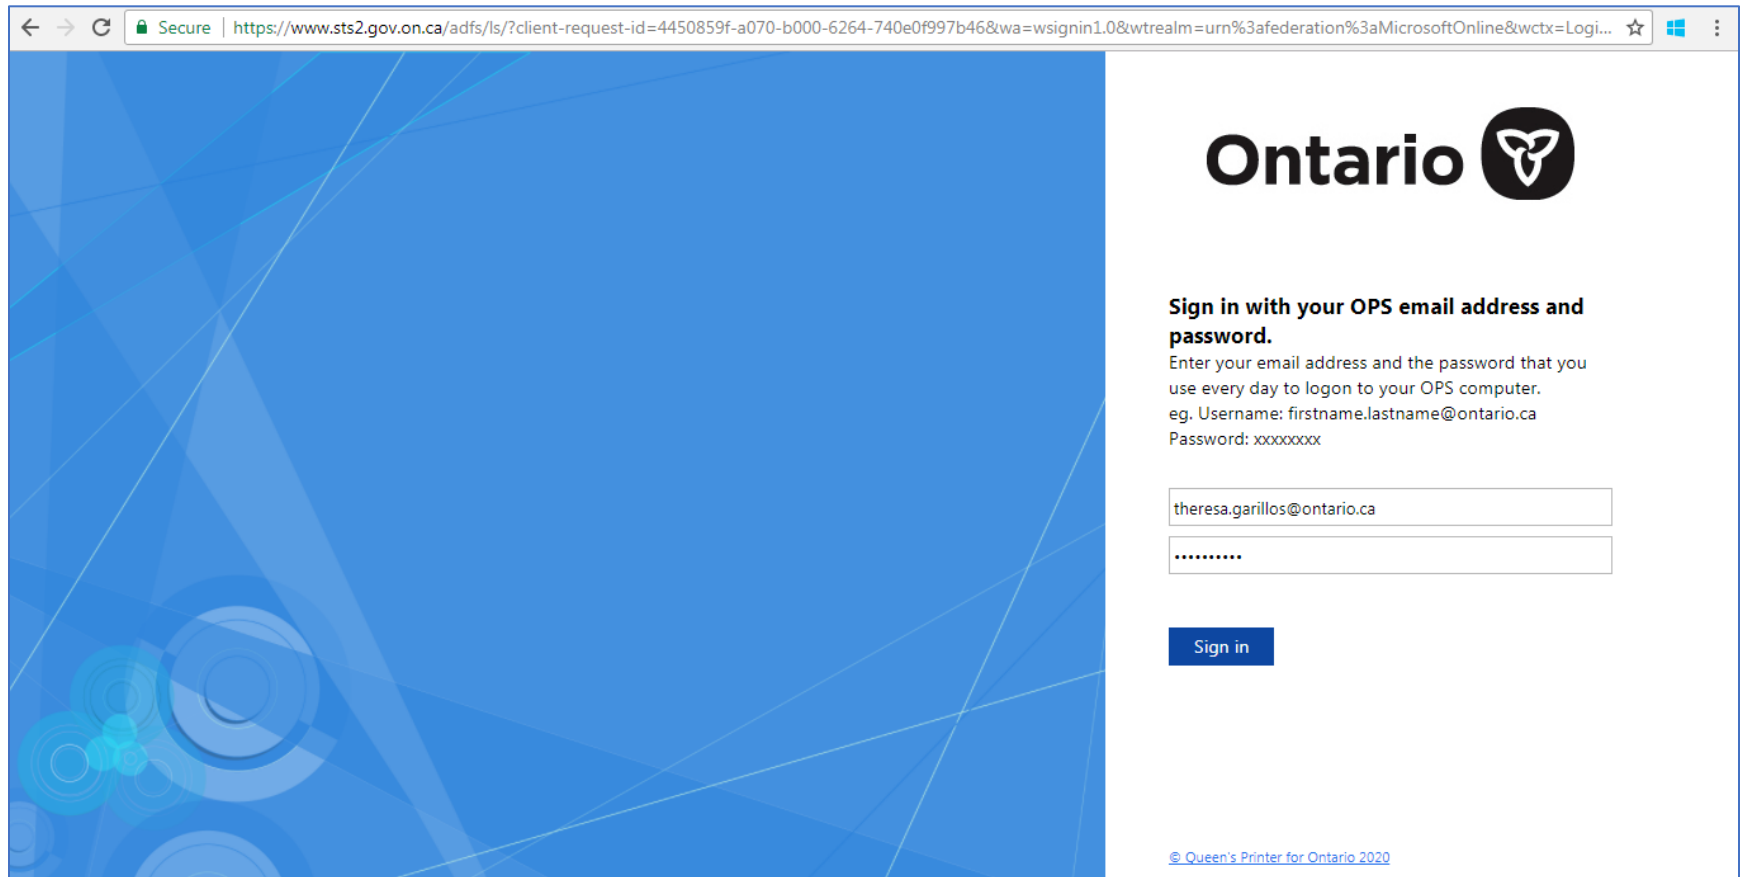 Secure | https://www.sts2.gov.on.ca/adfs/ls/?client-request-id=4450859f-a070-b000-6264-740e0f997b46&wa=wsignin1.0&wtrealm=urn%3afederation%3aMicrosoftOnline&wctx=Logi...
Ontario
Sign in with your OPS email address and
password.
Enter your email address and the password that you
use every day to logon to your OPS computer.
eg. Username: firstname.lastname@ontario.ca
Password: xxxxxxxx
theresa.garillos@ontario.ca
••••••••••
Sign in
© Queen's Printer for Ontario 2020